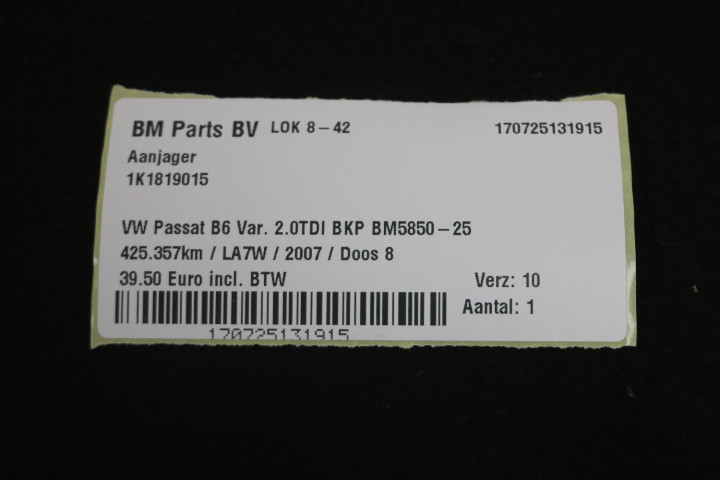 BM Parts BV LOK 8-42 170725131915
Aanjager
1K1819015
VW Passat B6 Var. 2.0TDI BKP BM5850-25
425.357km / LA7W / 2007 / Doos 8
39.50 Euro incl. BTW Verz: 10
Aantal: 1
170725131915